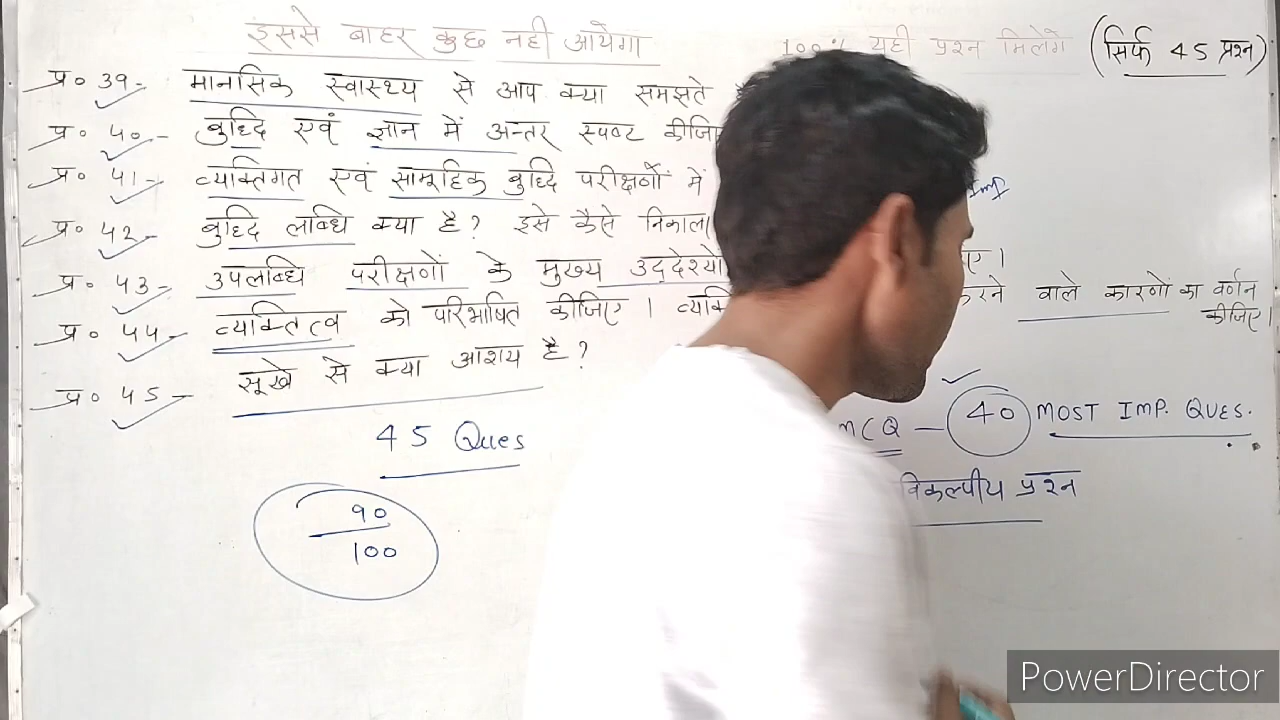 इससे बाहर कुछ नही आयेगा 100% यही प्रश्न मिलेंगे (सिर्फ 45 प्रश्न)
प्र० 39- मानसिक स्वास्थ्य से आप क्या समझते
प्र० 40- बुध्दि एवं ज्ञान में अन्तर स्पष्ट
प्र० 41- व्यक्तिगत एवं सामूहिक बुध्दि परीक्षणों में Imp
प्र० 42- बुध्दि लब्धि क्या है? इसे कैसे
प्र० 43- उपलब्धि परीक्षणों के मुख्य उद्देश्यों
प्र० 44- व्यक्तित्व को परिभाषित कीजिए। वाले कारणों का वर्णन कीजिए।
प्र० 45- सूखे से क्या आशय है?
45 Ques
90
100
MCQ - 40 MOST IMP. QUES.
प्रश्न
PowerDirector